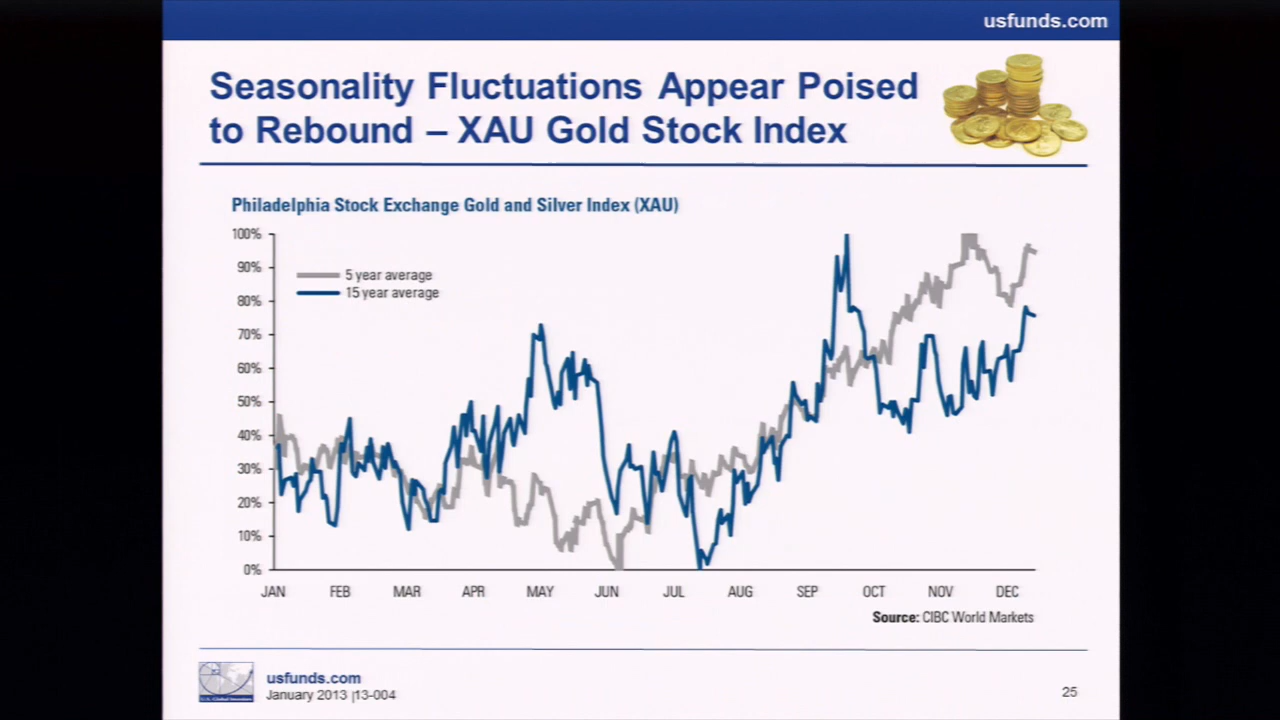 usfunds.com
Seasonality Fluctuations Appear Poised
to Rebound – XAU Gold Stock Index
Philadelphia Stock Exchange Gold and Silver Index (XAU)
100%
90%
80%
70%
60%
50%
40%
30%
20%
10%
0%
5 year average
15 year average
JAN FEB MAR APR MAY JUN JUL AUG SEP OCT NOV DEC
Source: CIBC World Markets
usfunds.com
January 2013 |13-004
25
U.S. Global Investors